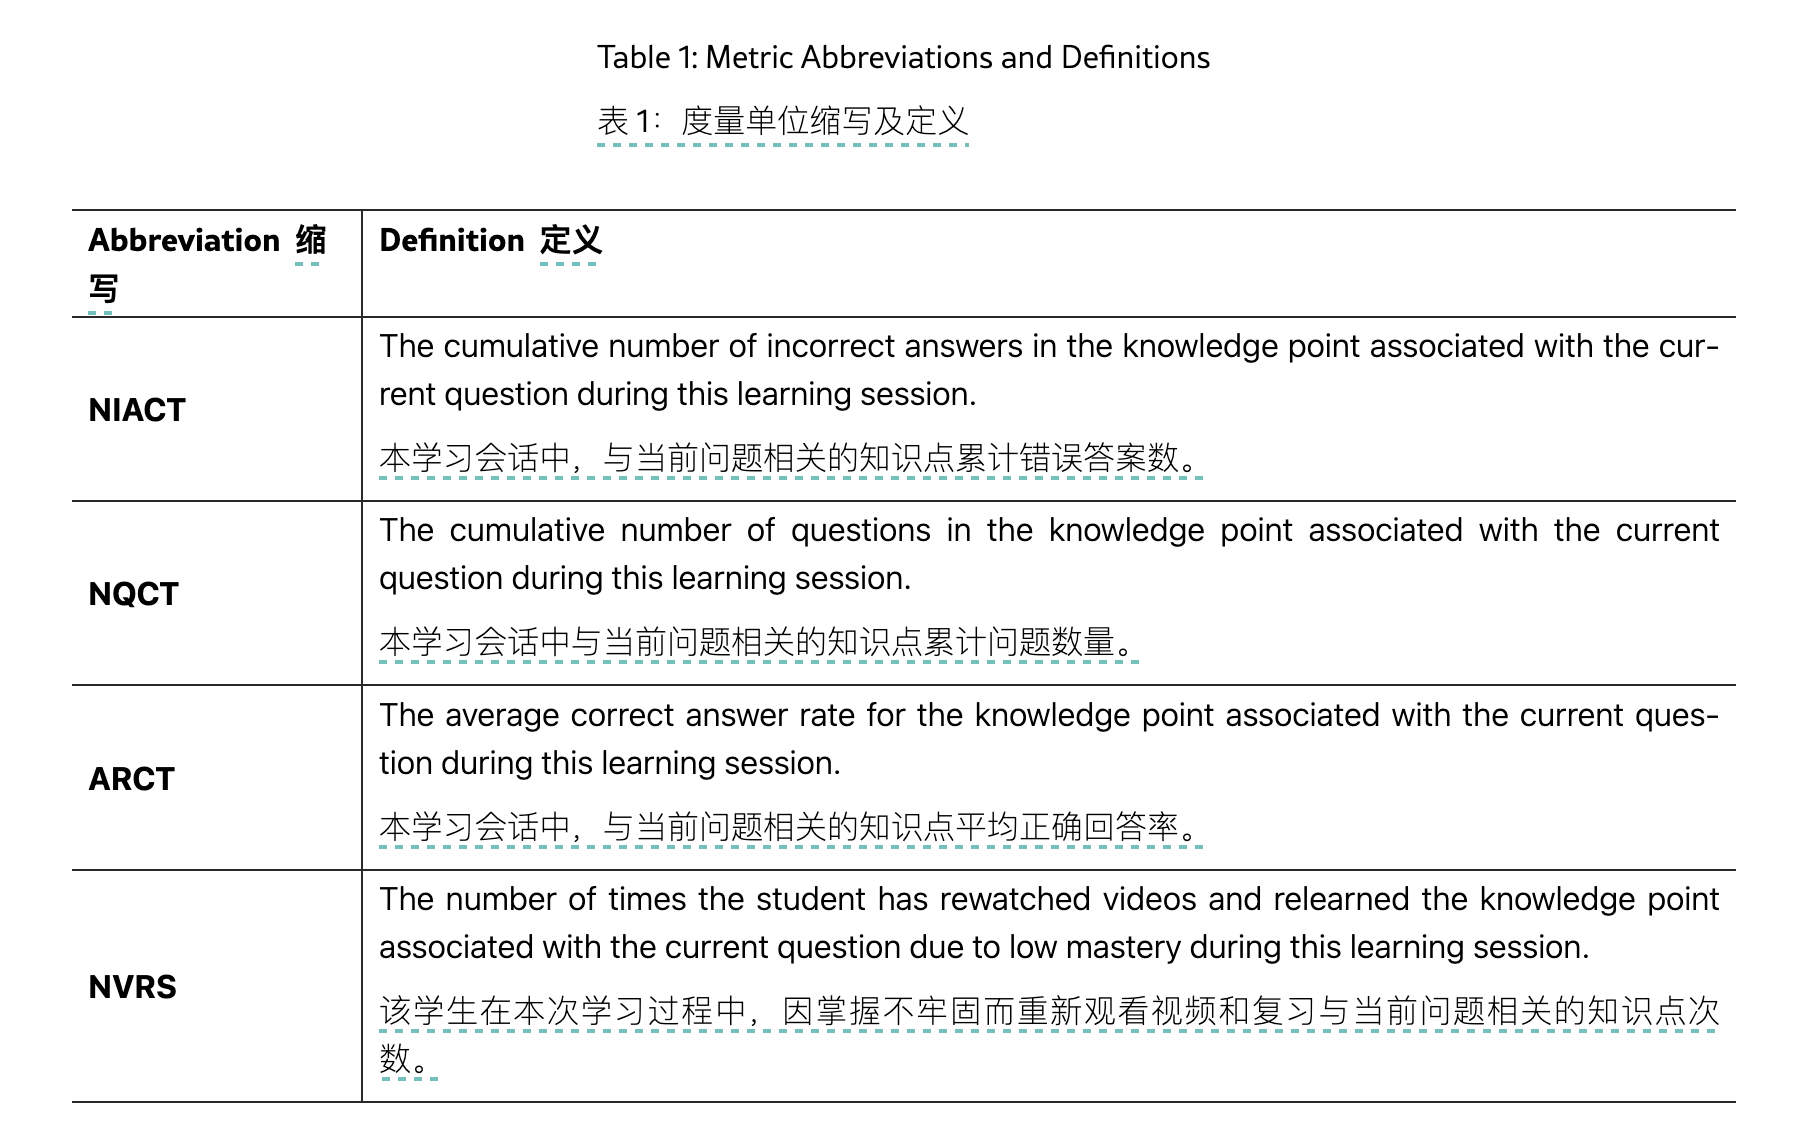 Table 1: Metric Abbreviations and Definitions
表 1：度量单位缩写及定义
Abbreviation 缩
写
Definition 定义
NIACT
The cumulative number of incorrect answers in the knowledge point associated with the cur-
rent question during this learning session.
本学习会话中，与当前问题相关的知识点累计错误答案数。
NQCT
The cumulative number of questions in the knowledge point associated with the current
question during this learning session.
本学习会话中与当前问题相关的知识点累计问题数量。
ARCT
The average correct answer rate for the knowledge point associated with the current ques-
tion during this learning session.
本学习会话中，与当前问题相关的知识点平均正确回答率。
NVRS
The number of times the student has rewatched videos and relearned the knowledge point
associated with the current question due to low mastery during this learning session.
该学生在本次学习过程中，因掌握不牢固而重新观看视频和复习与当前问题相关的知识点次
数。